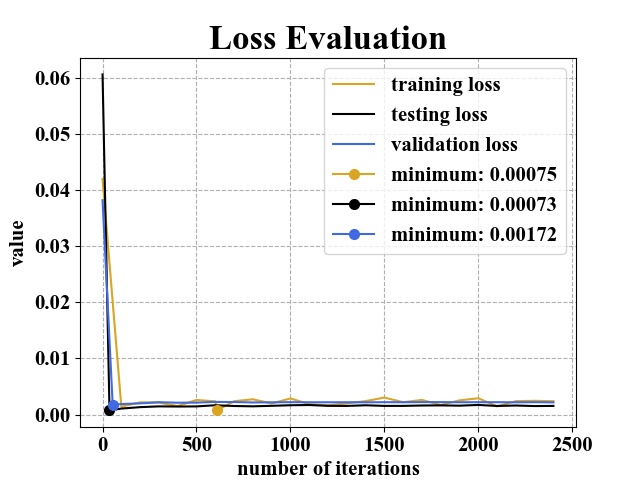 Loss Evaluation
training loss
testing loss
validation loss
minimum: 0.00075
minimum: 0.00073
minimum: 0.00172
value
0.06
0.05
0.04
0.03
0.02
0.01
0.00
0 500 1000 1500 2000 2500
number of iterations